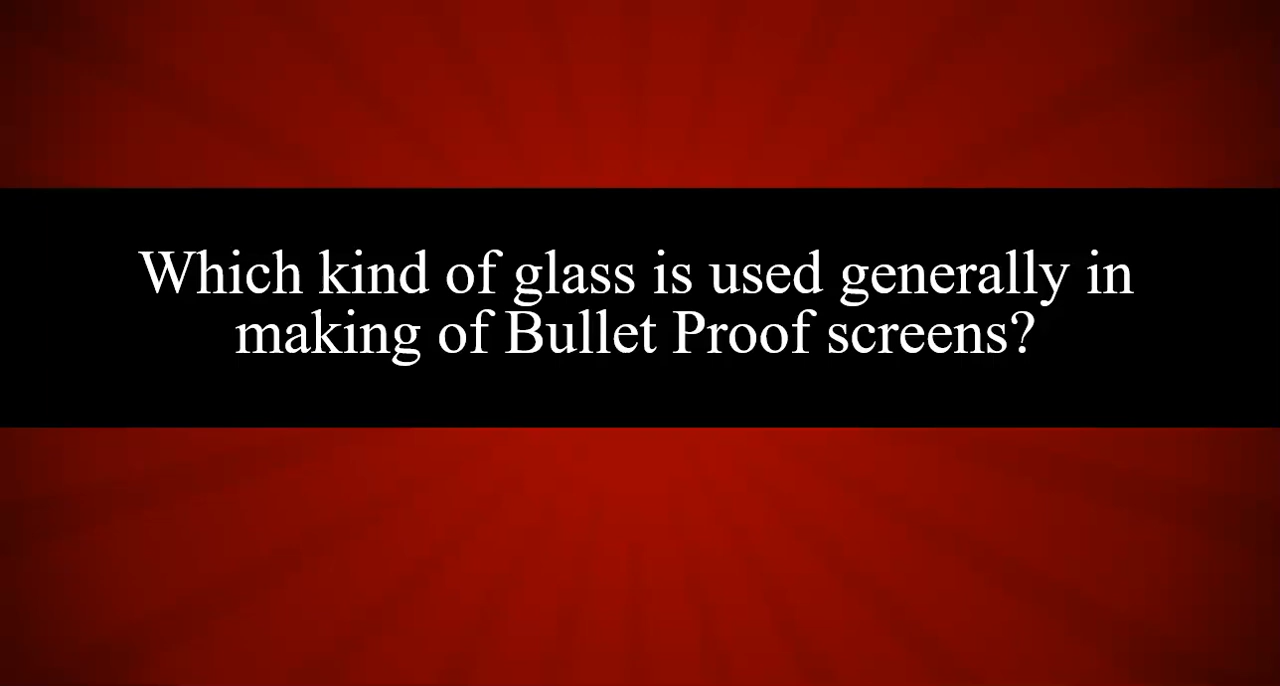 Which kind of glass is used generally in
making of Bullet Proof screens?